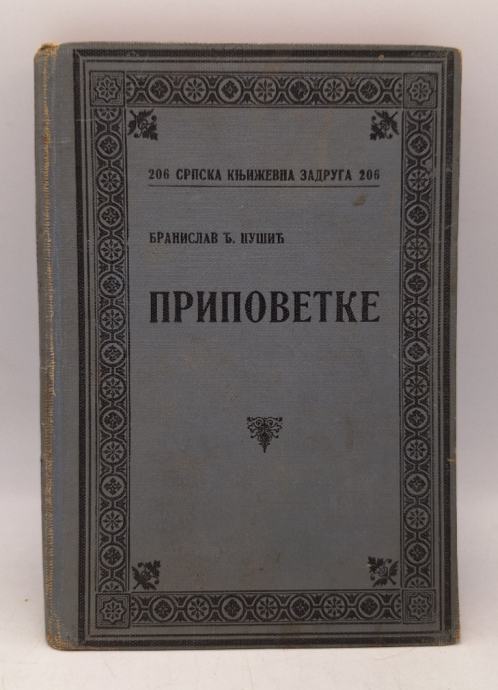 206 СРПСКА КЊИЖЕВНА ЗАДРУГА 206
БРАНИСЛАВ Ђ. НУШИЋ
ПРИПОВЕТКЕ